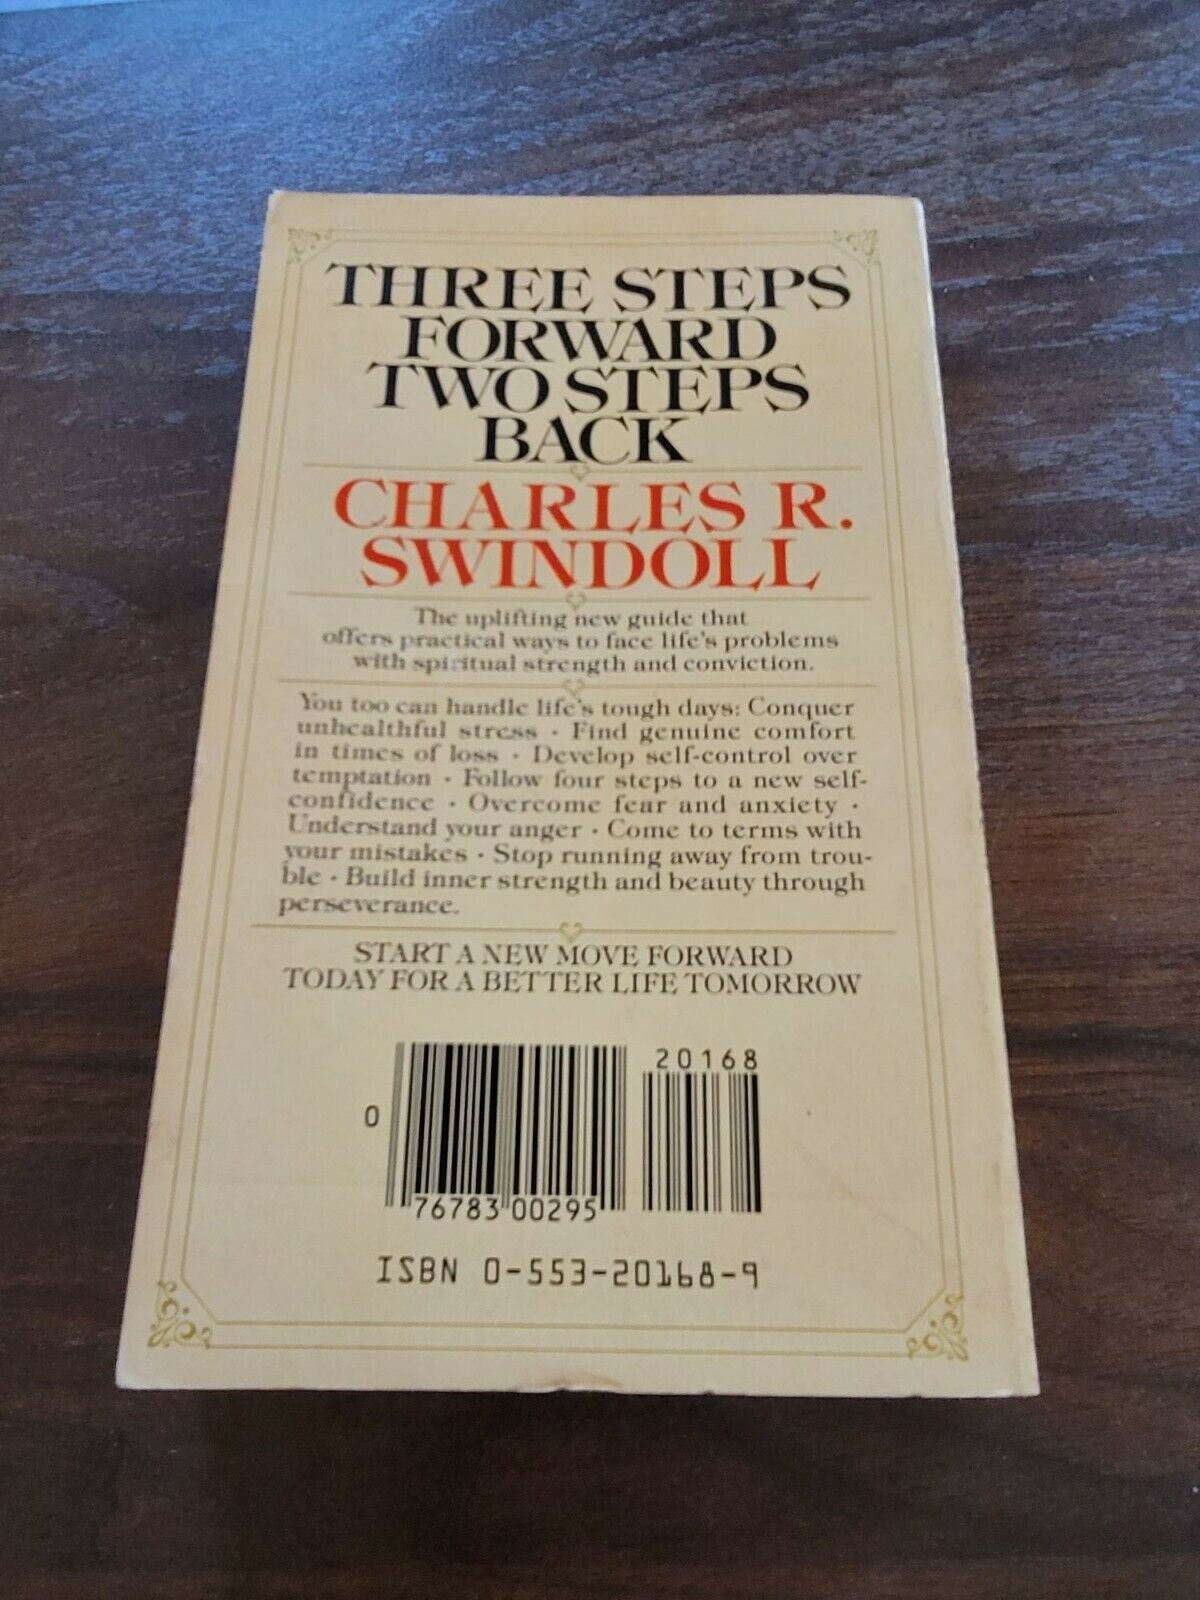 THREE STEPS
FORWARD
TWO STEPS
BACK
CHARLES R.
SWINDOLL
The uplifting new guide that
offers practical ways to face life's problems
with spiritual strength and conviction.
You too can handle life's tough days: Conquer
unhealthful stress · Find genuine comfort
in times of loss · Develop self-control over
temptation · Follow four steps to a new self-
confidence · Overcome fear and anxiety ·
Understand your anger · Come to terms with
your mistakes · Stop running away from trou-
ble · Build inner strength and beauty through
perseverance.
START A NEW MOVE FORWARD
TODAY FOR A BETTER LIFE TOMORROW
20168
0
76783 00295
ISBN 0-553-20168-9